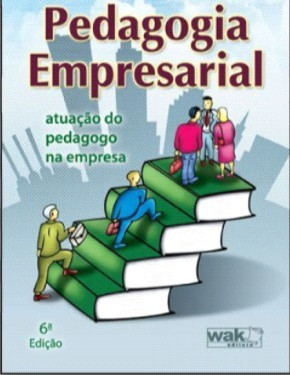 Pedagogia
Empresarial
atuação do
pedagogo
na empresa
6ª
Edição
wak
editora